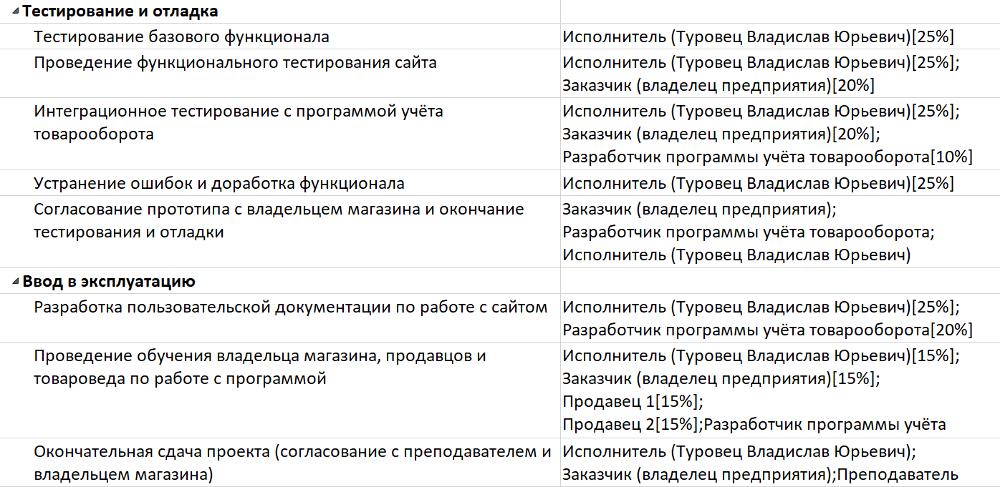 Тестирование и отладка
Тестирование базового функционала
Исполнитель (Туровец Владислав Юрьевич)[25%]
Проведение функционального тестирования сайта
Исполнитель (Туровец Владислав Юрьевич)[25%];
Заказчик (владелец предприятия)[20%]
Интеграционное тестирование с программой учёта
товарооборота
Исполнитель (Туровец Владислав Юрьевич)[25%];
Заказчик (владелец предприятия)[20%];
Разработчик программы учёта товарооборота[10%]
Устранение ошибок и доработка функционала
Исполнитель (Туровец Владислав Юрьевич)[25%]
Согласование прототипа с владельцем магазина и окончание
тестирования и отладки
Заказчик (владелец предприятия);
Разработчик программы учёта товарооборота;
Исполнитель (Туровец Владислав Юрьевич)
Ввод в эксплуатацию
Разработка пользовательской документации по работе с сайтом
Исполнитель (Туровец Владислав Юрьевич)[25%];
Разработчик программы учёта товарооборота[20%]
Проведение обучения владельца магазина, продавцов и
товароведа по работе с программой
Исполнитель (Туровец Владислав Юрьевич)[15%];
Заказчик (владелец предприятия)[15%];
Продавец 1[15%];
Продавец 2[15%];Разработчик программы учёта
Окончательная сдача проекта (согласование с преподавателем и
владельцем магазина)
Исполнитель (Туровец Владислав Юрьевич);
Заказчик (владелец предприятия);Преподаватель